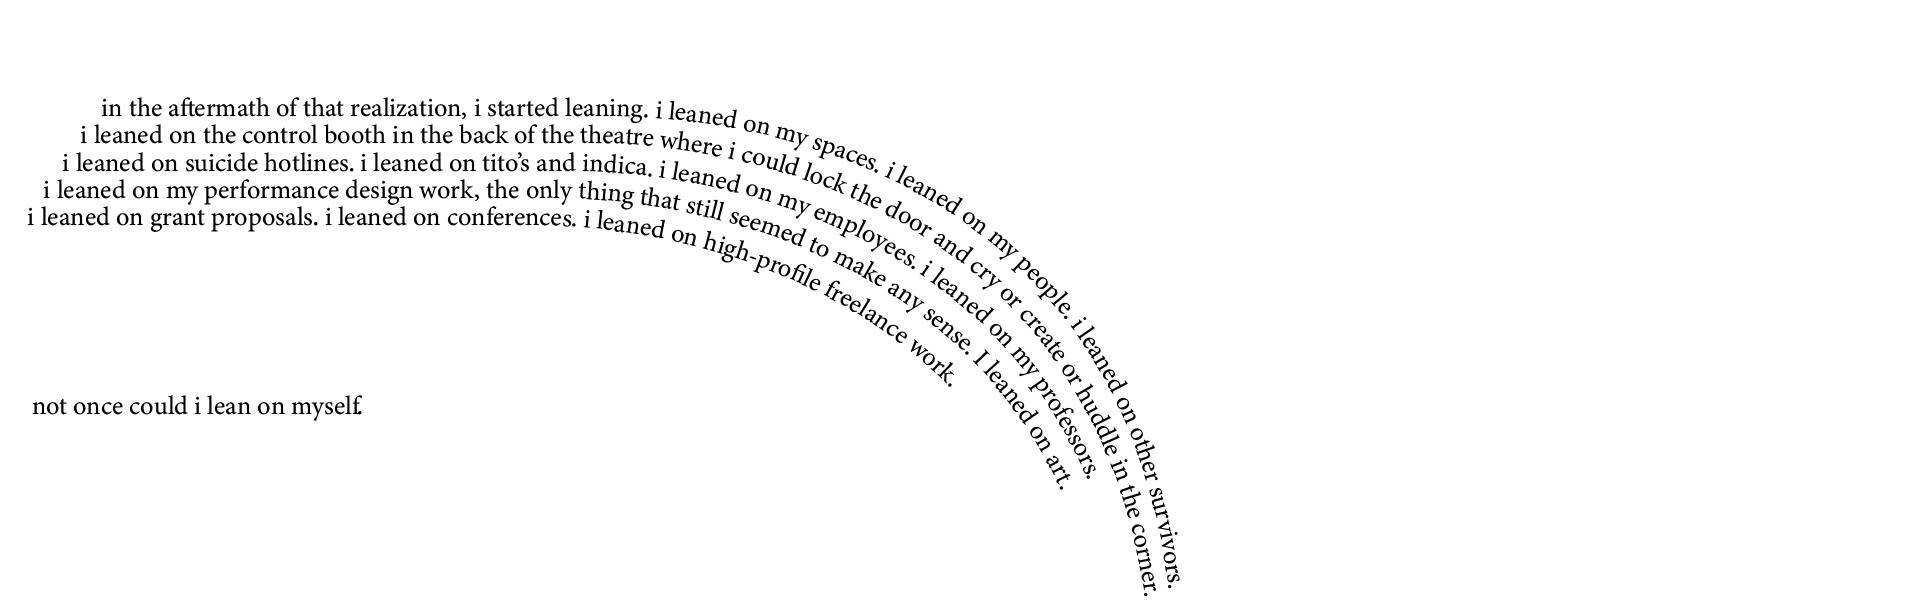 in the aftermath of that realization, i started leaning. i leaned on my spaces. i leaned on my people. i leaned on other survivors.
i leaned on the control booth in the back of the theatre where i could lock the door and cry or create or huddle in the corner.
i leaned on suicide hotlines. i leaned on tito’s and indica. i leaned on my employees. i leaned on my professors.
i leaned on my performance design work, the only thing that still seemed to make any sense. I leaned on art.
i leaned on grant proposals. i leaned on conferences. i leaned on high-profile freelance work.
not once could i lean on myself.